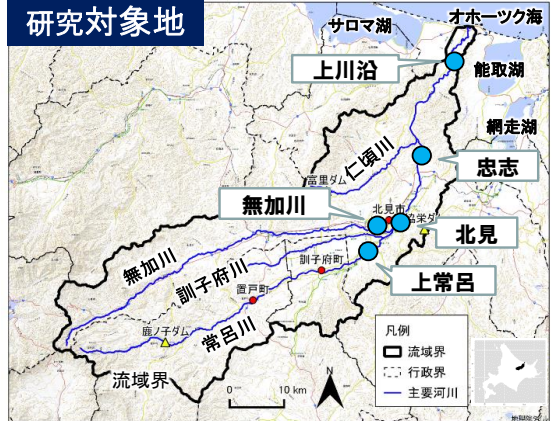 研究対象地
サロマ湖
オホーツク海
上川沿
能取湖
網走湖
仁頃川
忠志
富里ダム
無加川
北見市
協栄ダ
北見
無加川
訓子府川
訓子府町
上常呂
置戸町
常呂川
鹿ノ子ダム
流域界
凡例
流域界
行政界
主要河川
0 10 km
N